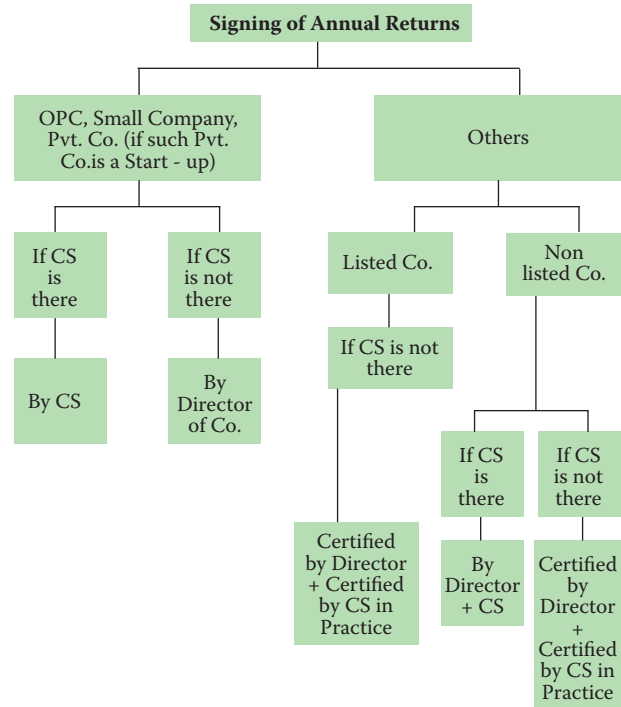 Signing of Annual Returns
OPC, Small Company,
Pvt. Co. (if such Pvt.
Co.is a Start - up)
Others
If CS
is
there
If CS
is not
there
Listed Co.
Non
listed Co.
By CS
By
Director
of Co.
If CS is not
there
If CS
is
there
If CS
is not
there
Certified
by Director
+ Certified
by CS in
Practice
By
Director
+ CS
Certified
by
Director
+
Certified
by CS in
Practice